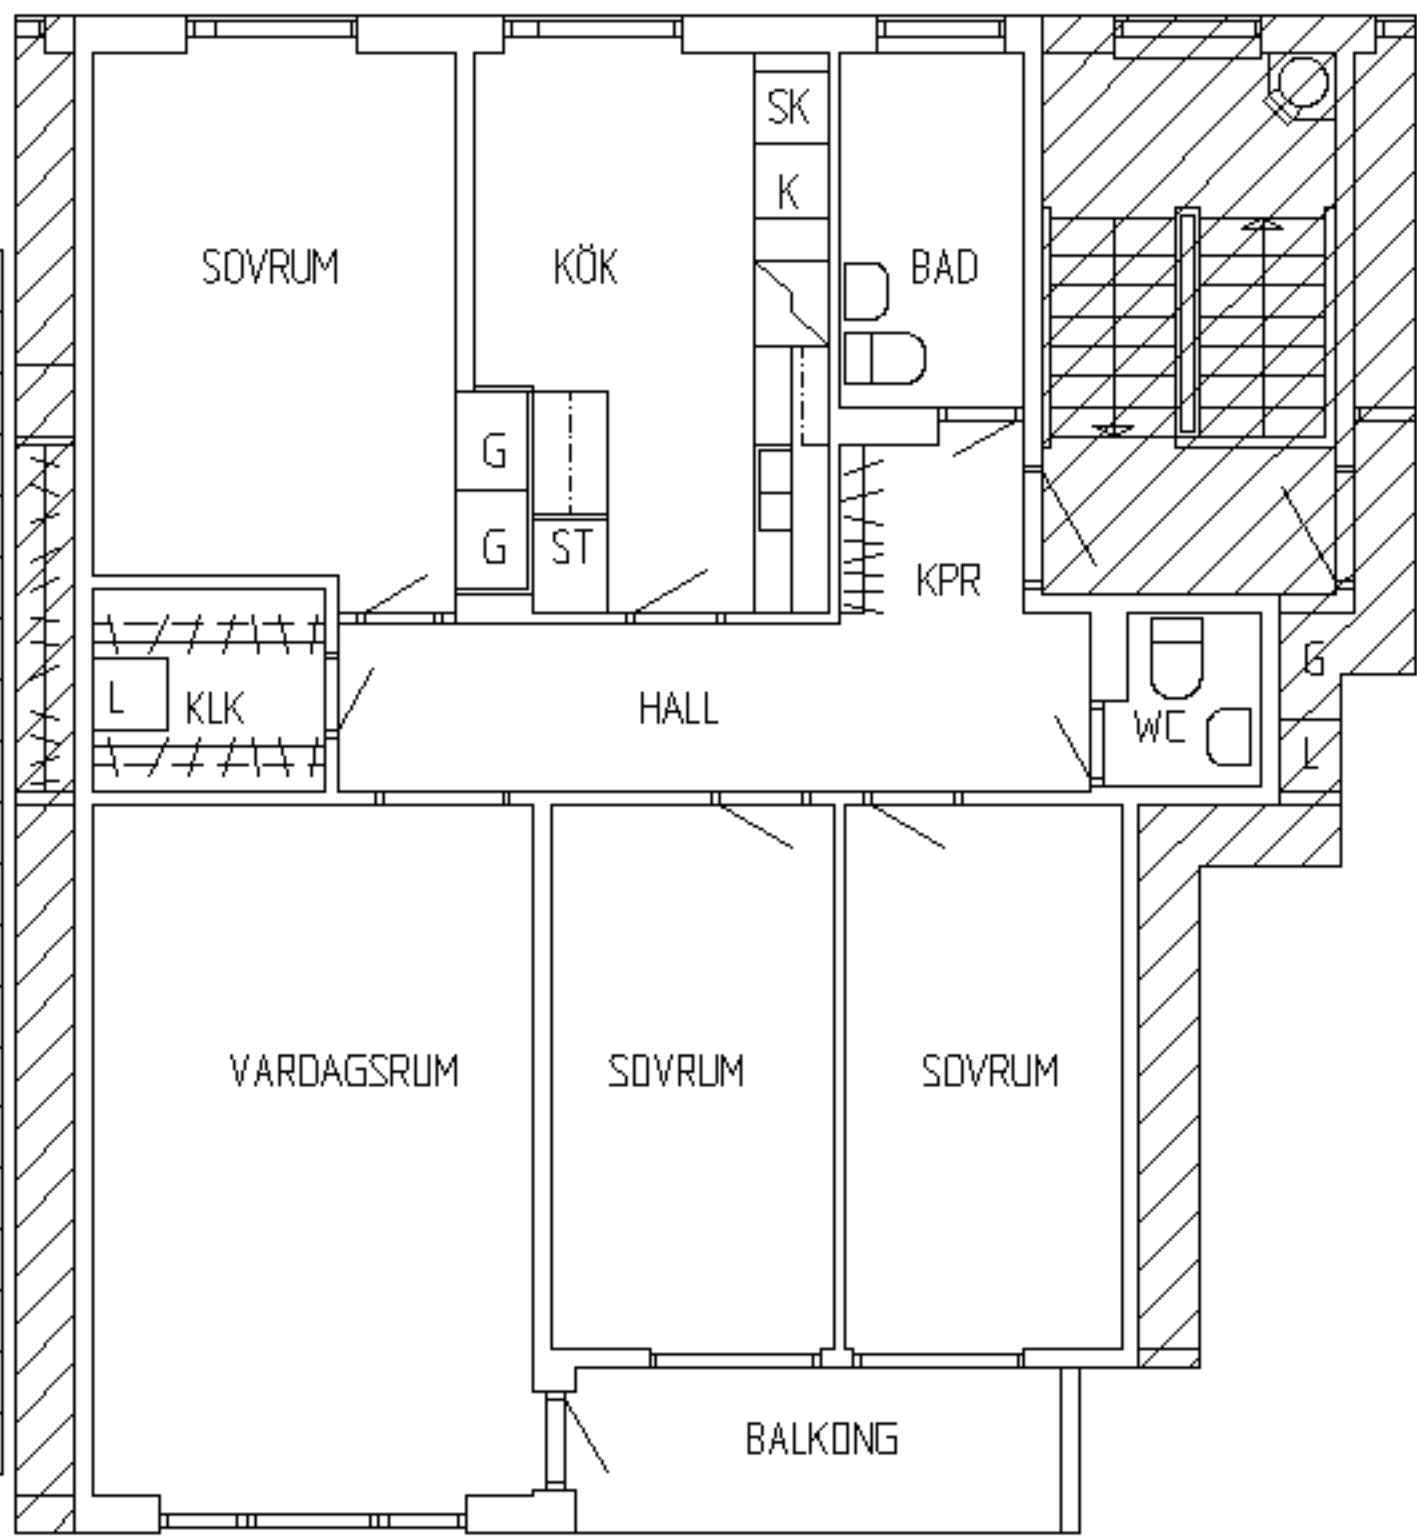 SK
K
SOVRUM
KÖK
BAD
G
G
ST
KPR
G
L
KLK
HALL
WC
L
VARDAGSRUM
SOVRUM
SOVRUM
BALKONG